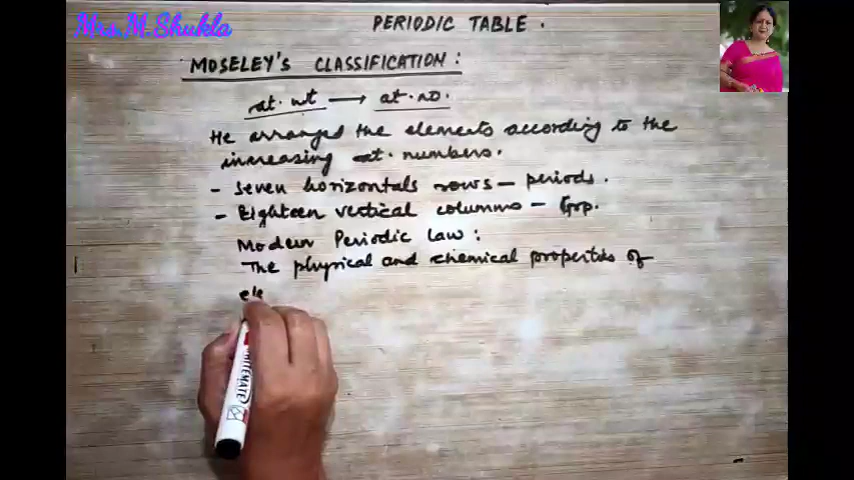 Mrs.M.Shukla
PERIODIC TABLE.
MOSELEY'S CLASSIFICATION:
at. wt → at. no.
He arranged the elements according to the
increasing at. numbers.
- Seven horizontals rows - periods.
- Eighteen vertical columns - Grp.
Modern Periodic law:
The physical and chemical properties of
ele